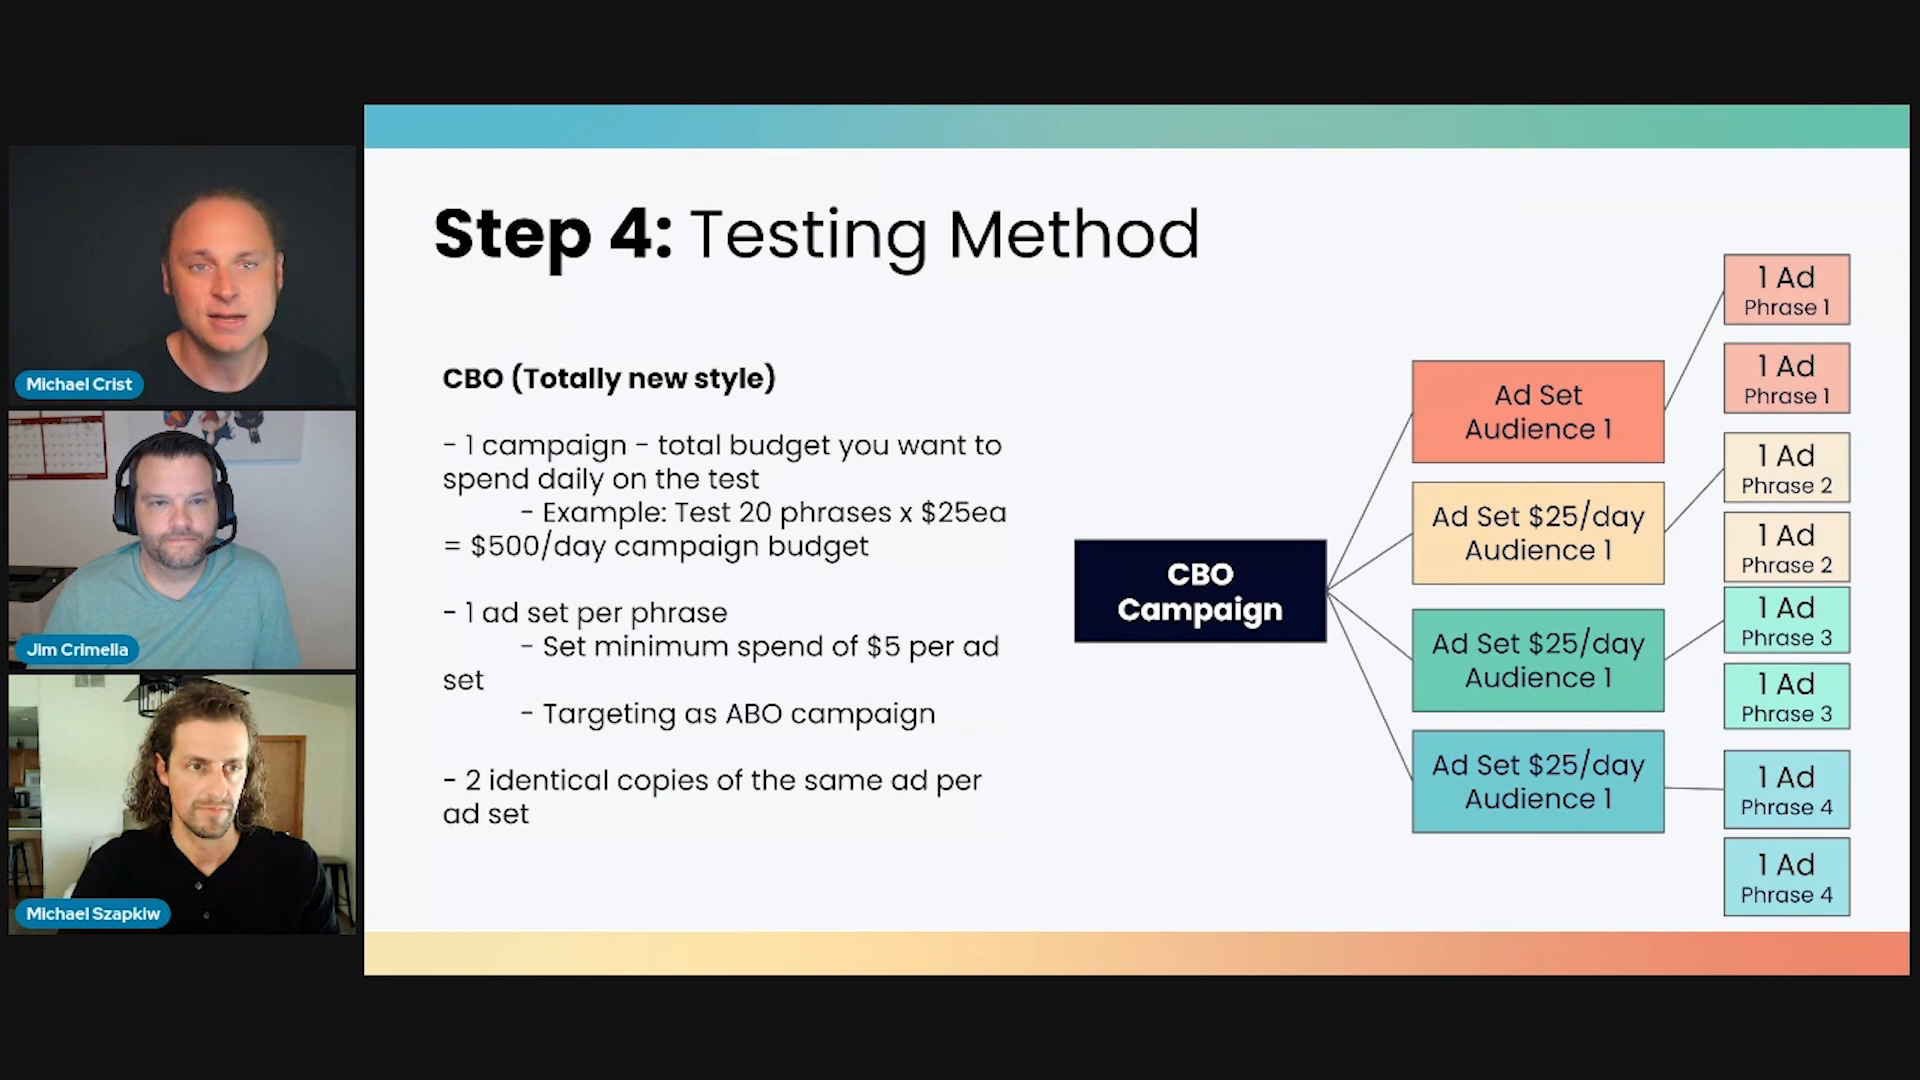 Michael Crist
Jim Crimella
Michael Szapkiw
Step 4: Testing Method
CBO (Totally new style)
- 1 campaign - total budget you want to
spend daily on the test
- Example: Test 20 phrases x $25ea
= $500/day campaign budget
- 1 ad set per phrase
- Set minimum spend of $5 per ad
set
- Targeting as ABO campaign
- 2 identical copies of the same ad per
ad set
CBO
Campaign
Ad Set
Audience 1
Ad Set $25/day
Audience 1
Ad Set $25/day
Audience 1
Ad Set $25/day
Audience 1
1 Ad
Phrase 1
1 Ad
Phrase 1
1 Ad
Phrase 2
1 Ad
Phrase 2
1 Ad
Phrase 3
1 Ad
Phrase 3
1 Ad
Phrase 4
1 Ad
Phrase 4